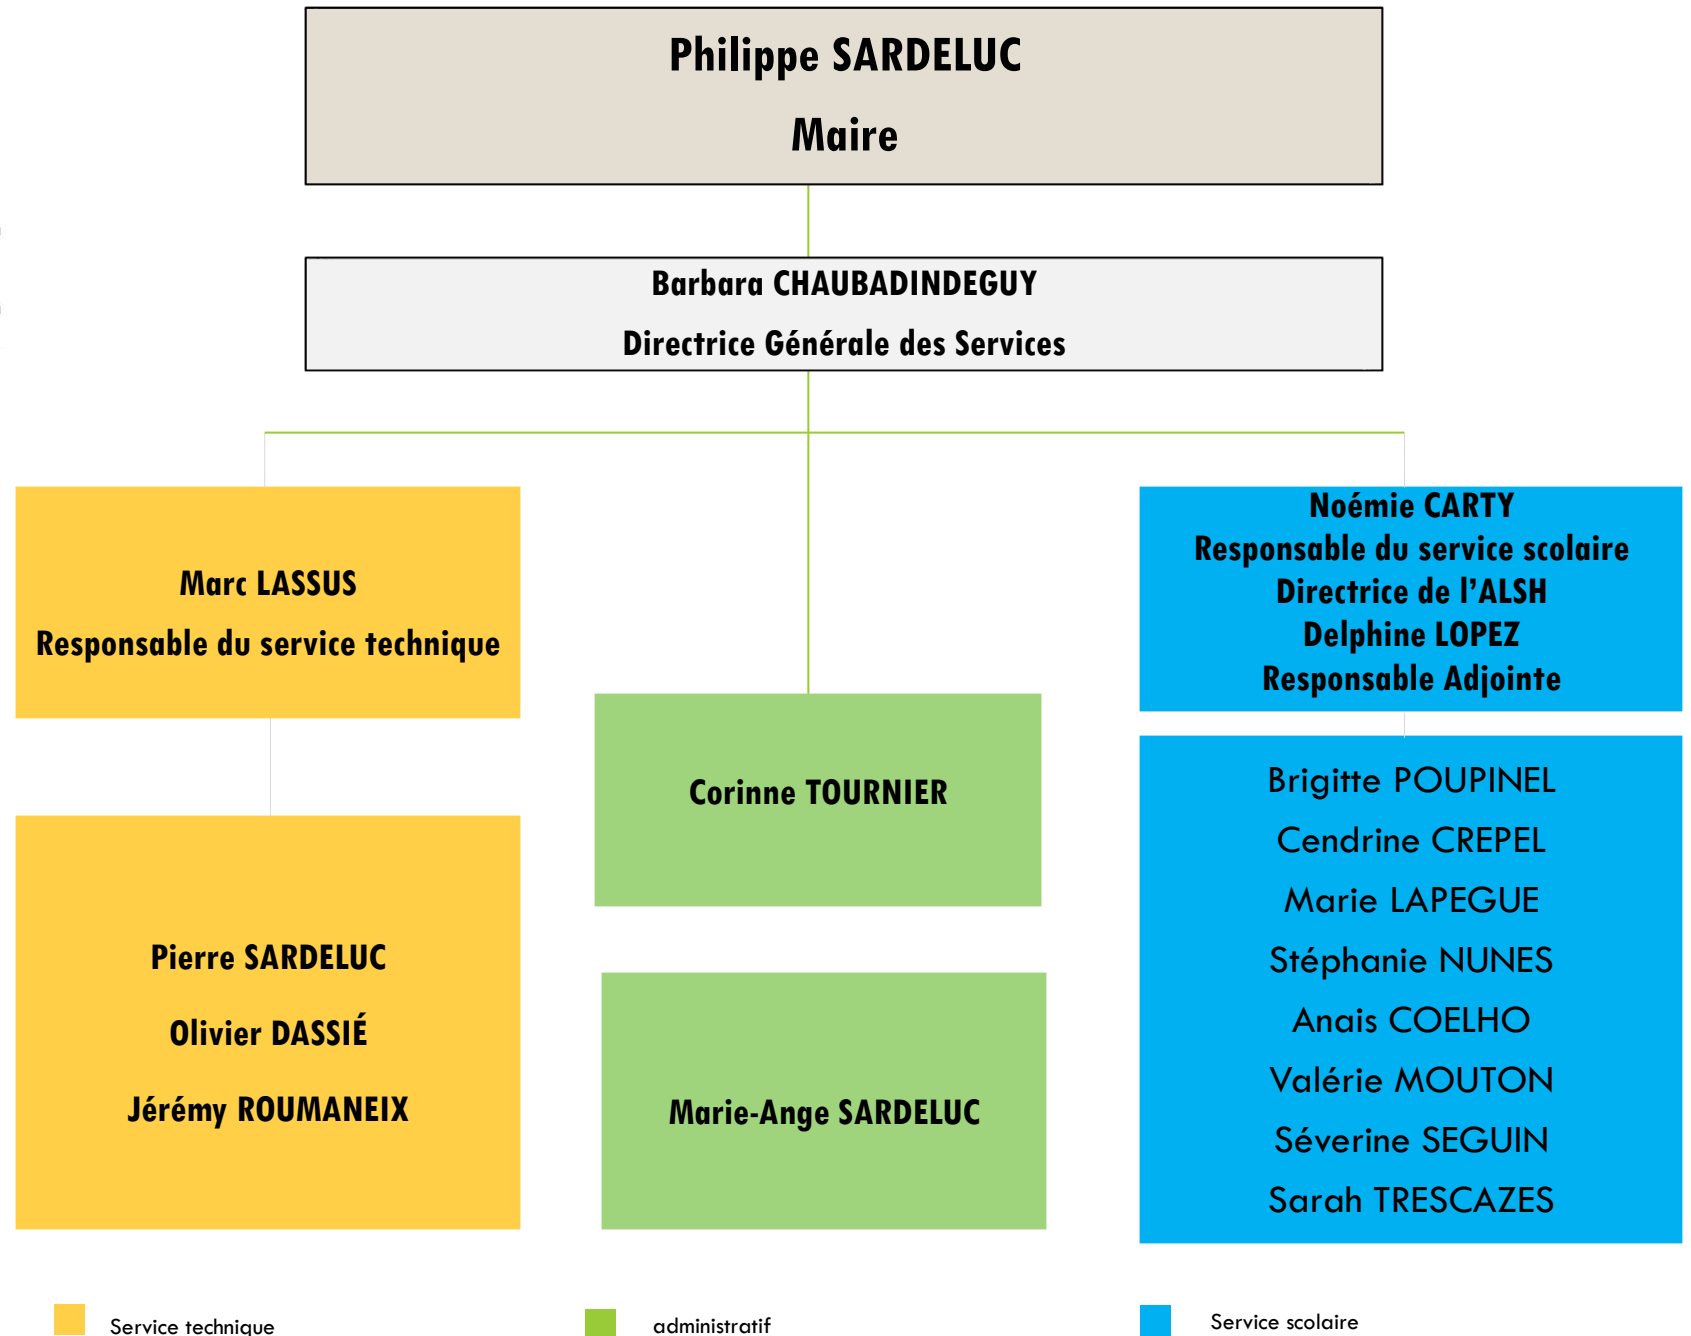 Philippe SARDELUC
Maire
Barbara CHAUBADINDEGUY
Directrice Générale des Services
Marc LASSUS
Responsable du service technique
Pierre SARDELUC
Olivier DASSIÉ
Jérémy ROUMANEIX
Corinne TOURNIER
Marie-Ange SARDELUC
Noémie CARTY
Responsable du service scolaire
Directrice de l’ALSH
Delphine LOPEZ
Responsable Adjointe
Brigitte POUPINEL
Cendrine CREPEL
Marie LAPEGUE
Stéphanie NUNES
Anais COELHO
Valérie MOUTON
Séverine SEGUIN
Sarah TRESCAZES
Service technique
administratif
Service scolaire